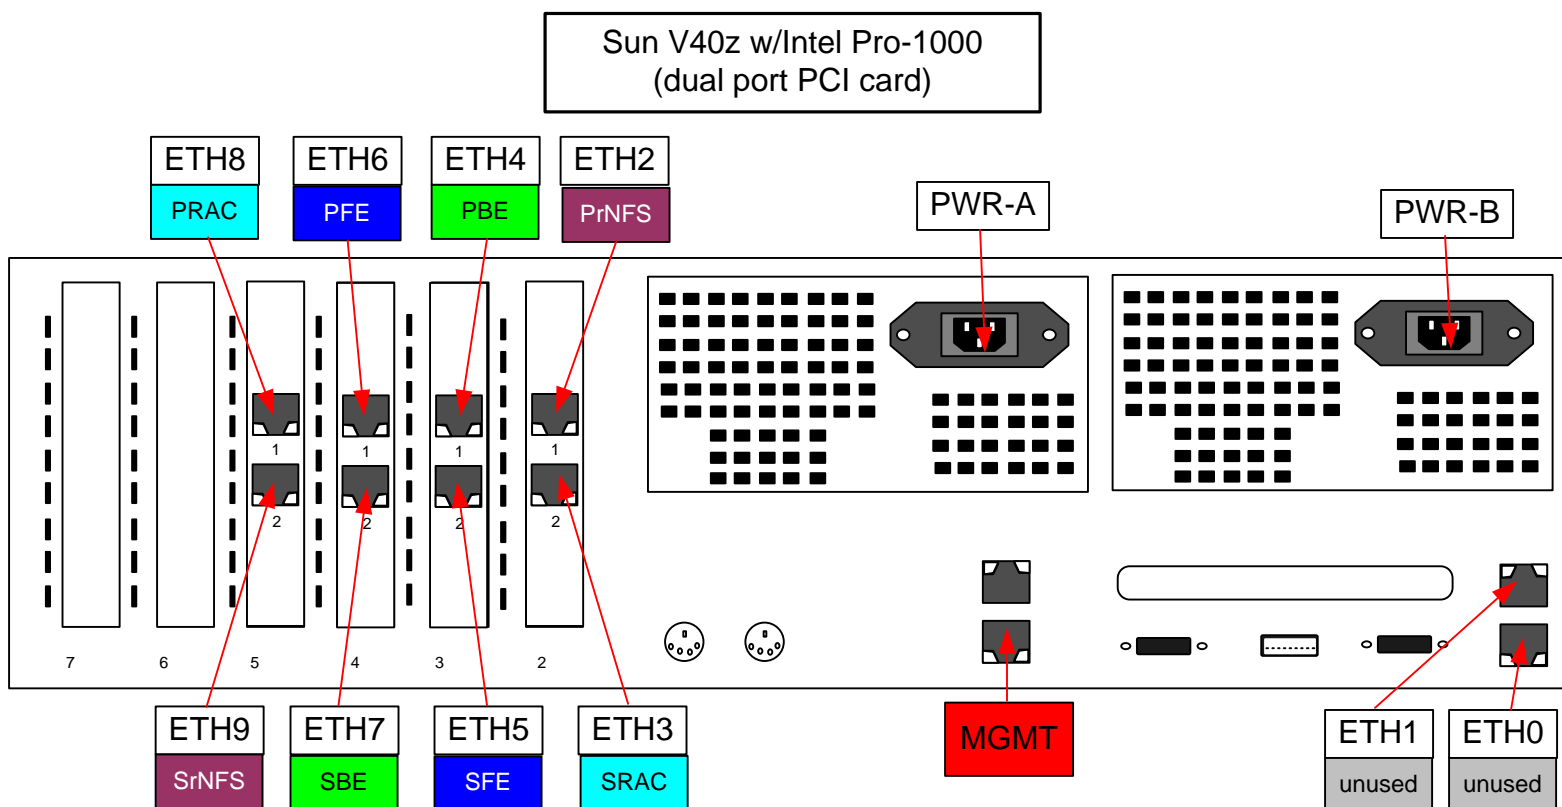 Sun V40z w/Intel Pro-1000
(dual port PCI card)
ETH8
PRAC
ETH6
PFE
ETH4
PBE
ETH2
PrNFS
PWR-A
PWR-B
1
1
1
1
2
2
2
2
7
6
5
4
3
2
ETH9
SrNFS
ETH7
SBE
ETH5
SFE
ETH3
SRAC
MGMT
ETH1
unused
ETH0
unused